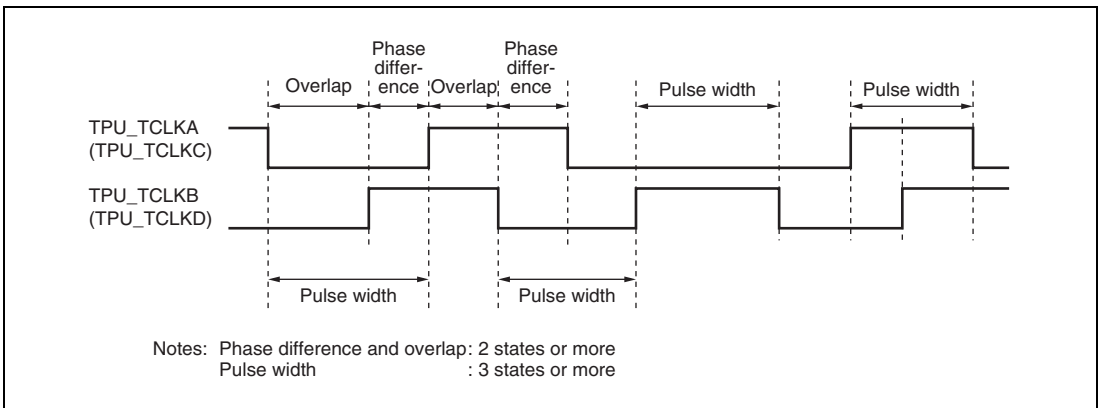 Phase
differ-
ence
Phase
differ-
ence
Overlap
Overlap
Pulse width
Pulse width
TPU_TCLKA
(TPU_TCLKC)
TPU_TCLKB
(TPU_TCLKD)
Pulse width
Pulse width
Notes: Phase difference and overlap: 2 states or more
Pulse width : 3 states or more